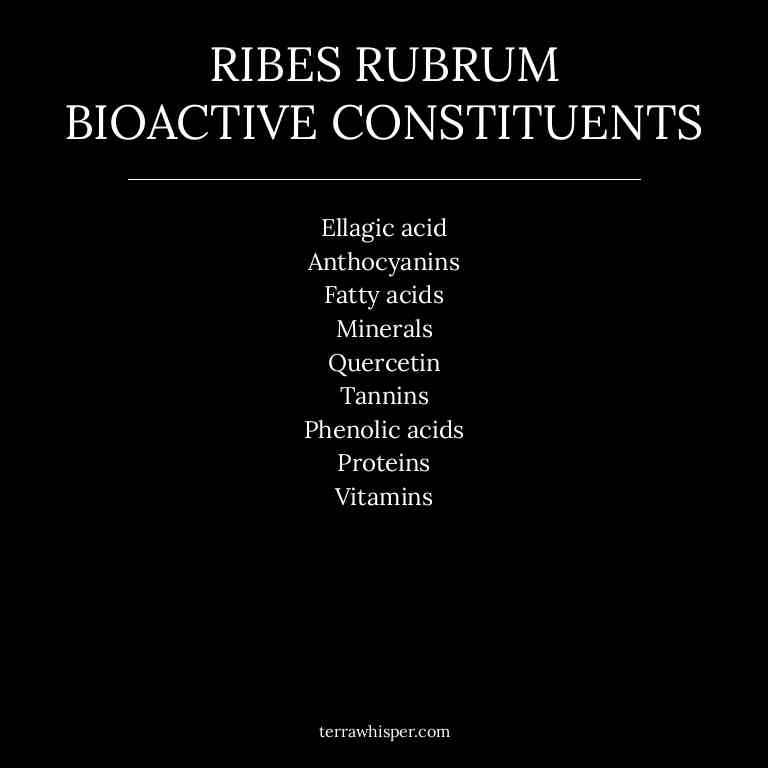 RIBES RUBRUM
BIOACTIVE CONSTITUENTS
Ellagic acid
Anthocyanins
Fatty acids
Minerals
Quercetin
Tannins
Phenolic acids
Proteins
Vitamins
terrawhisper.com